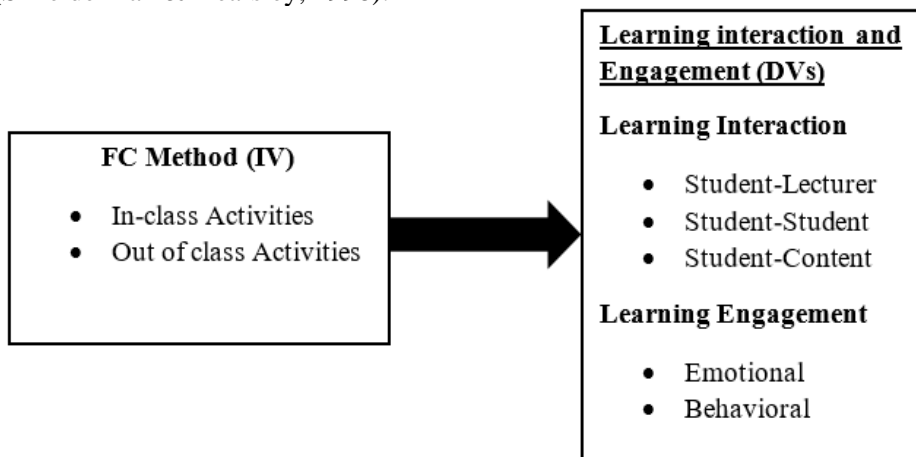 Learning interaction and
Engagement (DVs)
Learning Interaction
• Student-Lecturer
• Student-Student
• Student-Content
Learning Engagement
• Emotional
• Behavioral
FC Method (IV)
• In-class Activities
• Out of class Activities